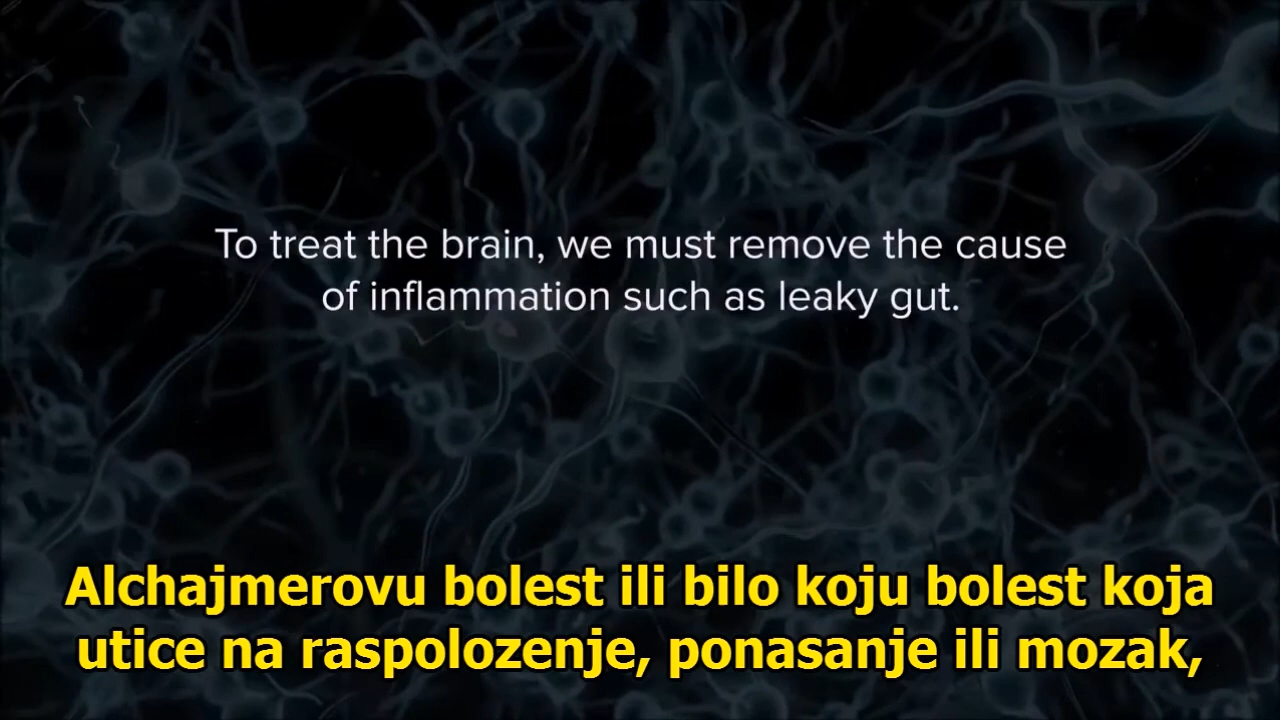 To treat the brain, we must remove the cause
of inflammation such as leaky gut.
Alchajmerovu bolest ili bilo koju bolest koja
utice na raspolozenje, ponasanje ili mozak,